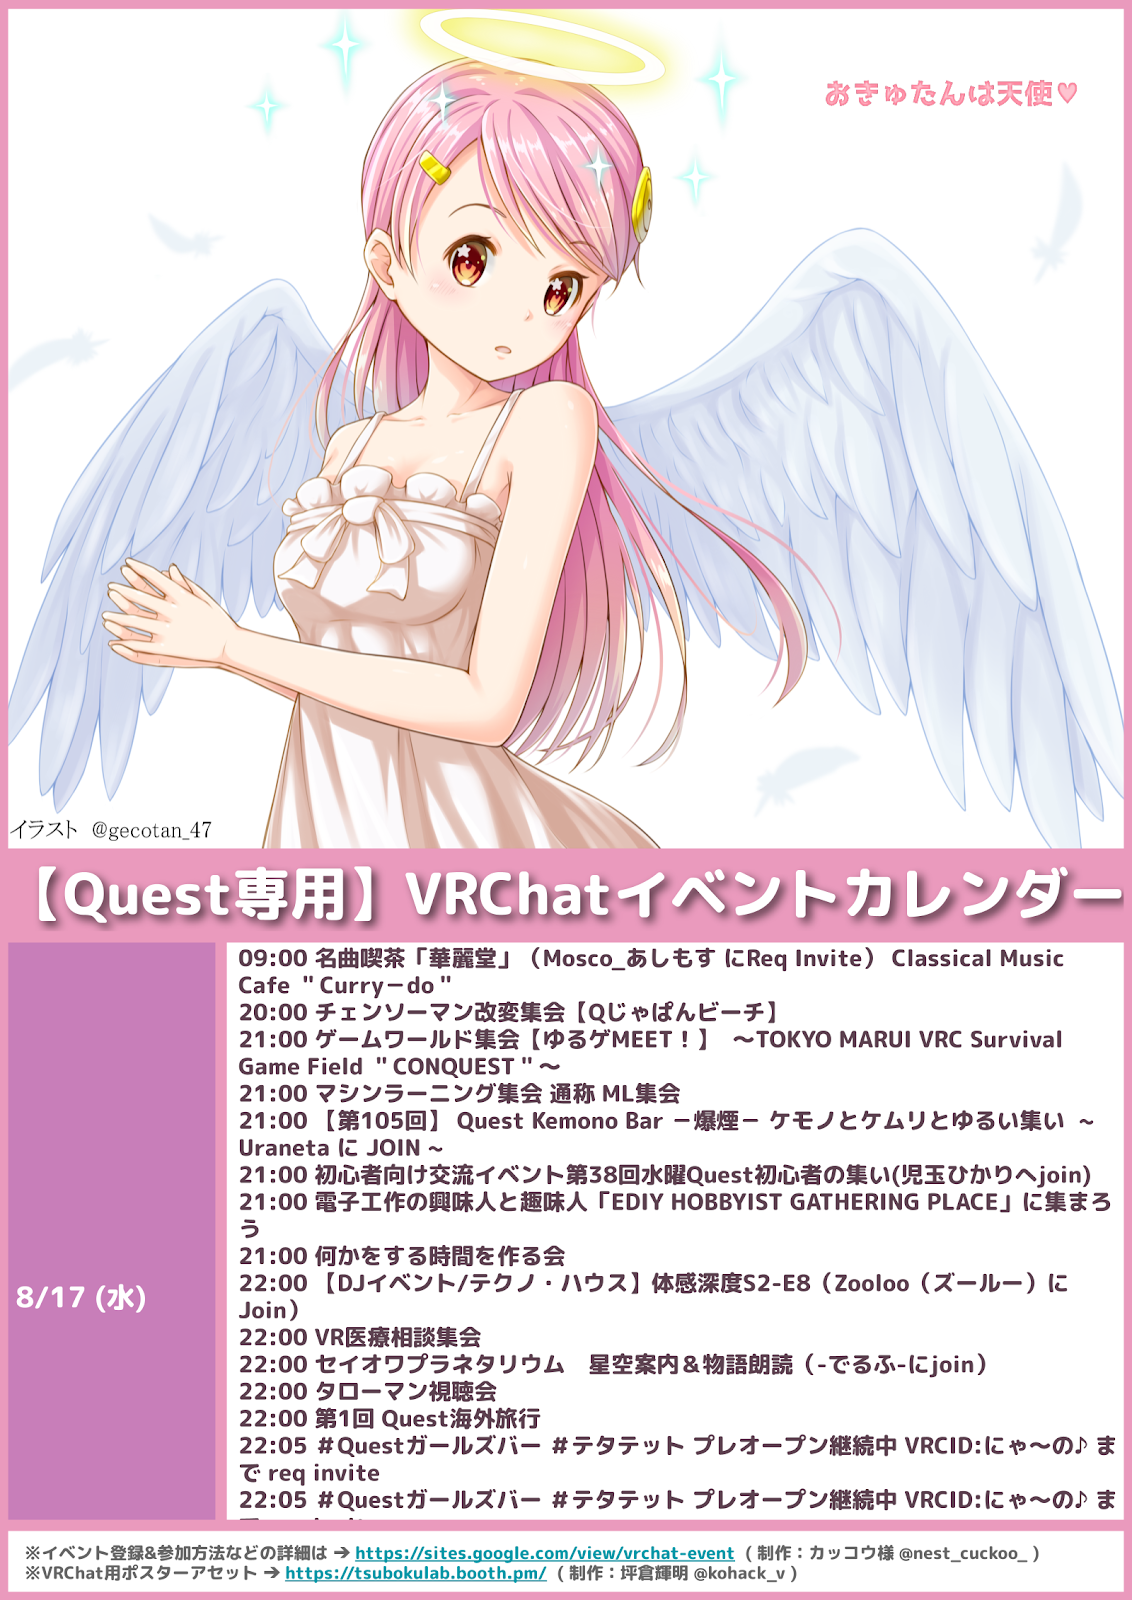 おきゅたんは天使♥
イラスト @gecotan_47
【Quest専用】VRChatイベントカレンダー
8/17 (水)
09:00 名曲喫茶「華麗堂」（Mosco_あしもす にReq Invite） Classical Music
Cafe ＂Curry－do＂
20:00 チェンソーマン改変集会【Qじゃぱんビーチ】
21:00 ゲームワールド集会【ゆるゲMEET！】 ～TOKYO MARUI VRC Survival
Game Field ＂CONQUEST＂～
21:00 マシンラーニング集会 通称 ML集会
21:00 【第105回】 Quest Kemono Bar －爆煙－ ケモノとケムリとゆるい集い ~
Uraneta に JOIN ~
21:00 初心者向け交流イベント第38回水曜Quest初心者の集い(児玉ひかりへjoin)
21:00 電子工作の興味人と趣味人「EDIY HOBBYIST GATHERING PLACE」に集まろ
う
21:00 何かをする時間を作る会
22:00 【DJイベント/テクノ・ハウス】体感深度S2-E8（Zooloo（ズールー）に
Join）
22:00 VR医療相談集会
22:00 セイオワプラネタリウム　星空案内＆物語朗読（-でるふ-にjoin）
22:00 タローマン視聴会
22:00 第1回 Quest海外旅行
22:05 ＃Questガールズバー ＃テタテット プレオープン継続中 VRCID:にゃ～の♪ ま
で req invite
22:05 ＃Questガールズバー ＃テタテット プレオープン継続中 VRCID:にゃ～の♪ ま
※イベント登録&参加方法などの詳細は ➔ https://sites.google.com/view/vrchat-event ( 制作：カッコウ様 @nest_cuckoo_ )
※VRChat用ポスターアセット ➔ https://tsubokulab.booth.pm/ ( 制作：坪倉輝明 @kohack_v )